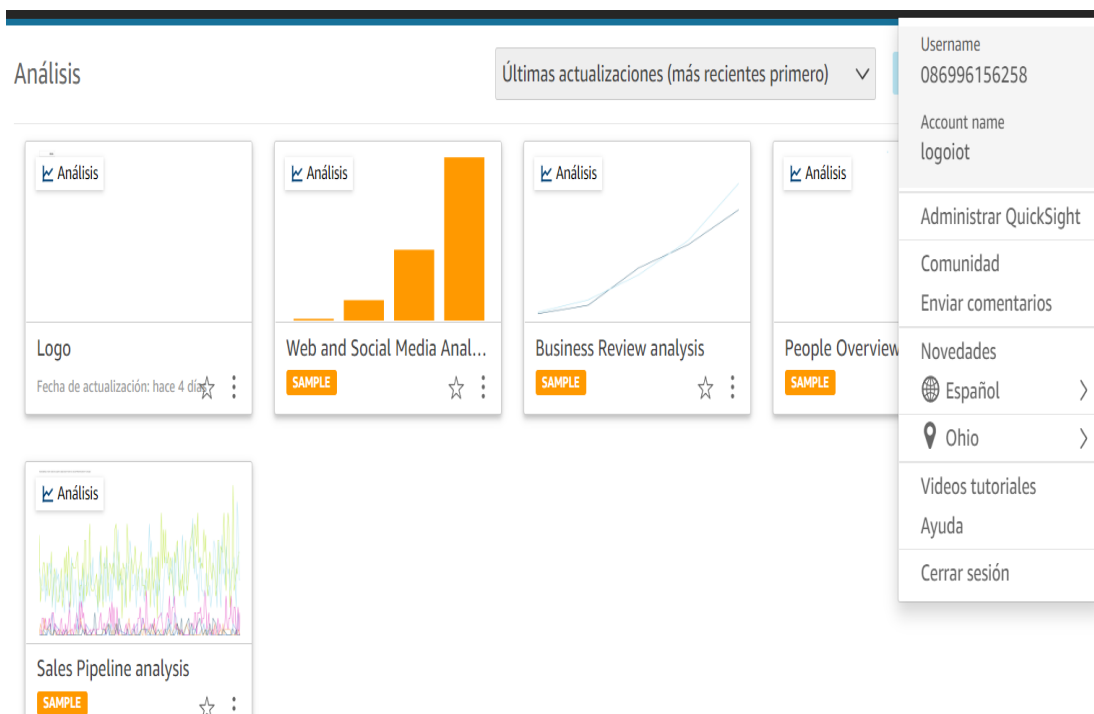 Análisis
Últimas actualizaciones (más recientes primero)
Username
086996156258
Account name
logoiot
Administrar QuickSight
Comunidad
Enviar comentarios
Novedades
Español
Ohio
Videos tutoriales
Ayuda
Cerrar sesión
Análisis
Logo
Fecha de actualización: hace 4 días
Análisis
Web and Social Media Anal...
SAMPLE
Análisis
Business Review analysis
SAMPLE
Análisis
People Overview
SAMPLE
Análisis
Sales Pipeline analysis
SAMPLE